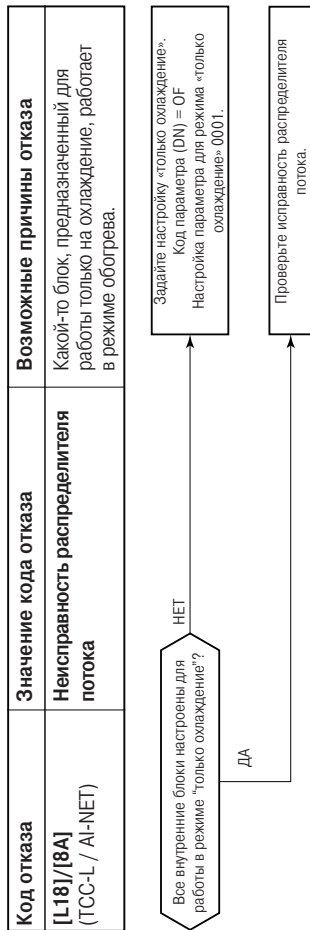 Код отказа
Значение кода отказа
Возможные причины отказа
[L18]/[8A]
(TCC-L / AI-NET)
Неисправность распределителя
потока
Какой-то блок, предназначенный для
работы только на охлаждение, работает
в режиме обогрева.
Все внутренние блоки настроены для
работы в режиме "только охлаждение"?
НЕТ
Задайте настройку «только охлаждение».
Код параметра (DN) = OF
Настройка параметра для режима «только
охлаждение» 0001.
ДА
Проверьте исправность распределителя
потока.